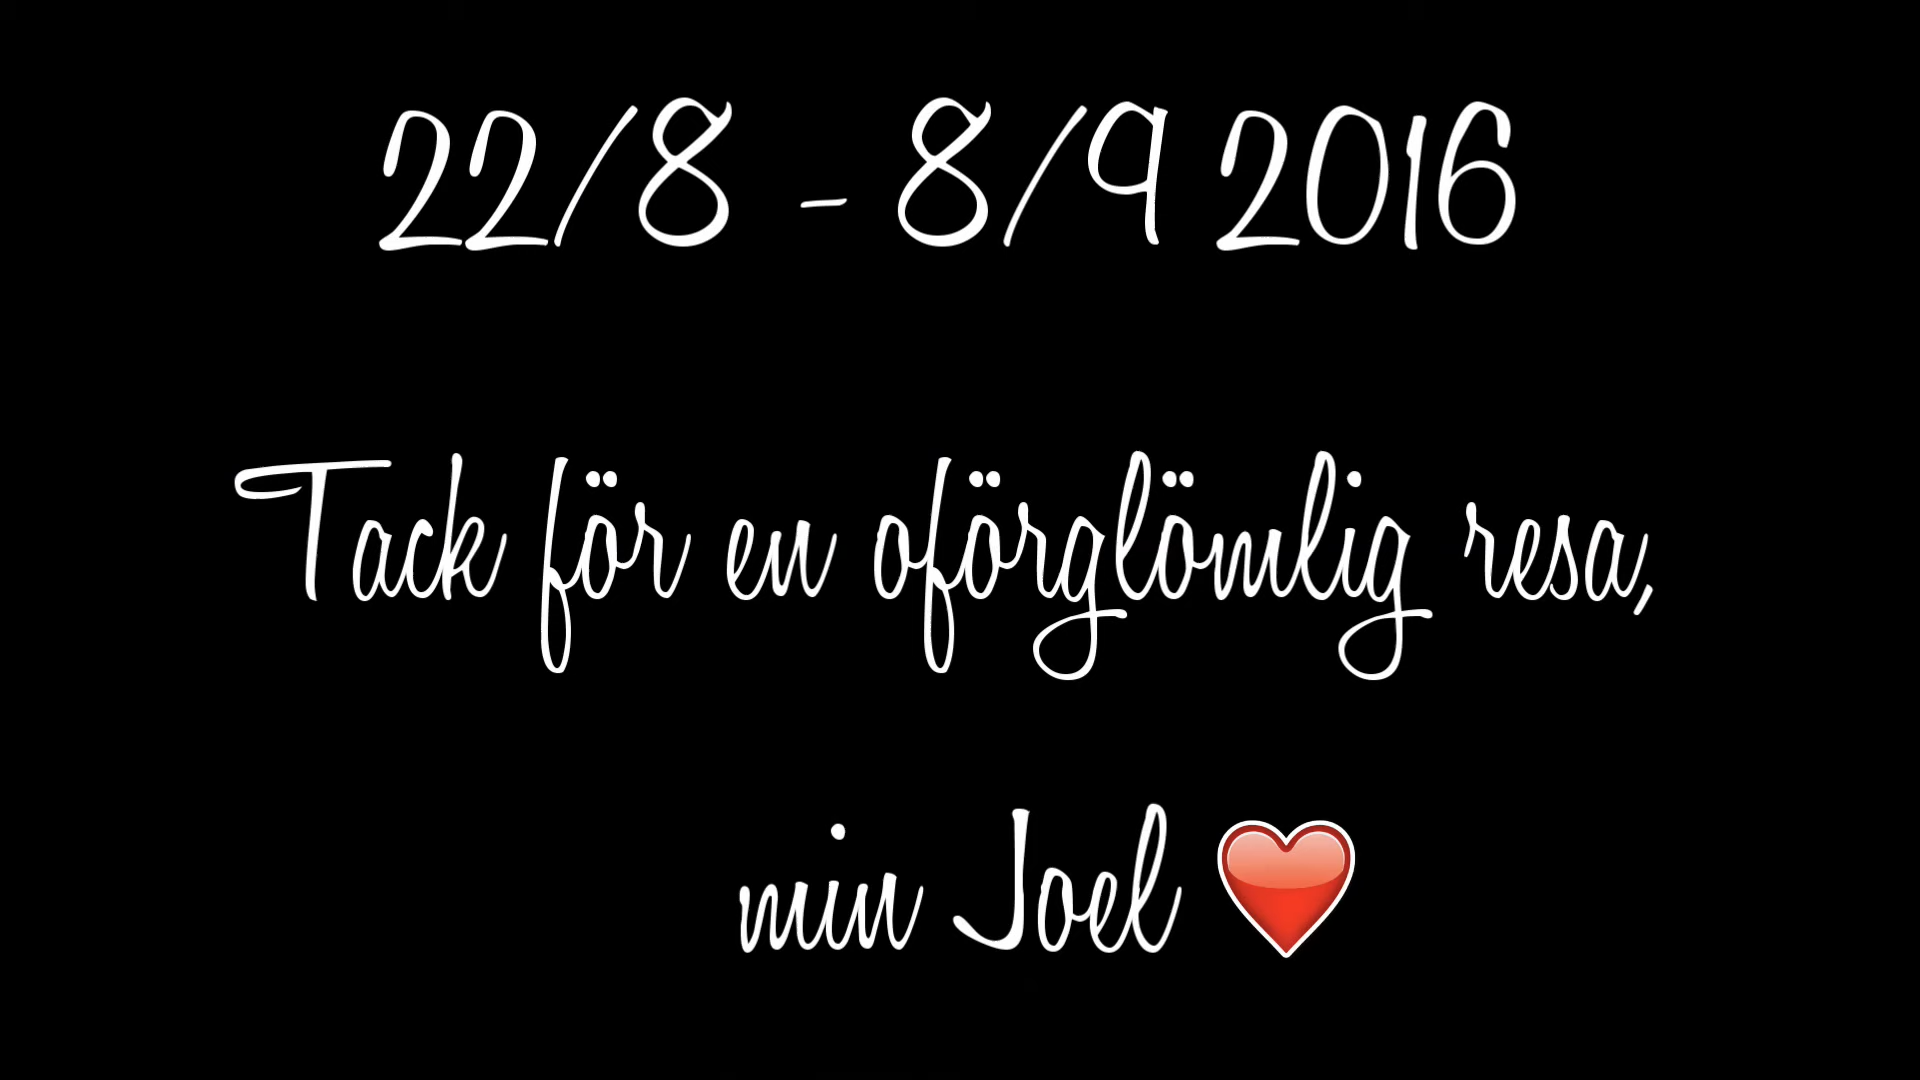 22/8 - 8/9 2016
Tack för en oförglömlig resa,
min Joel ❤️